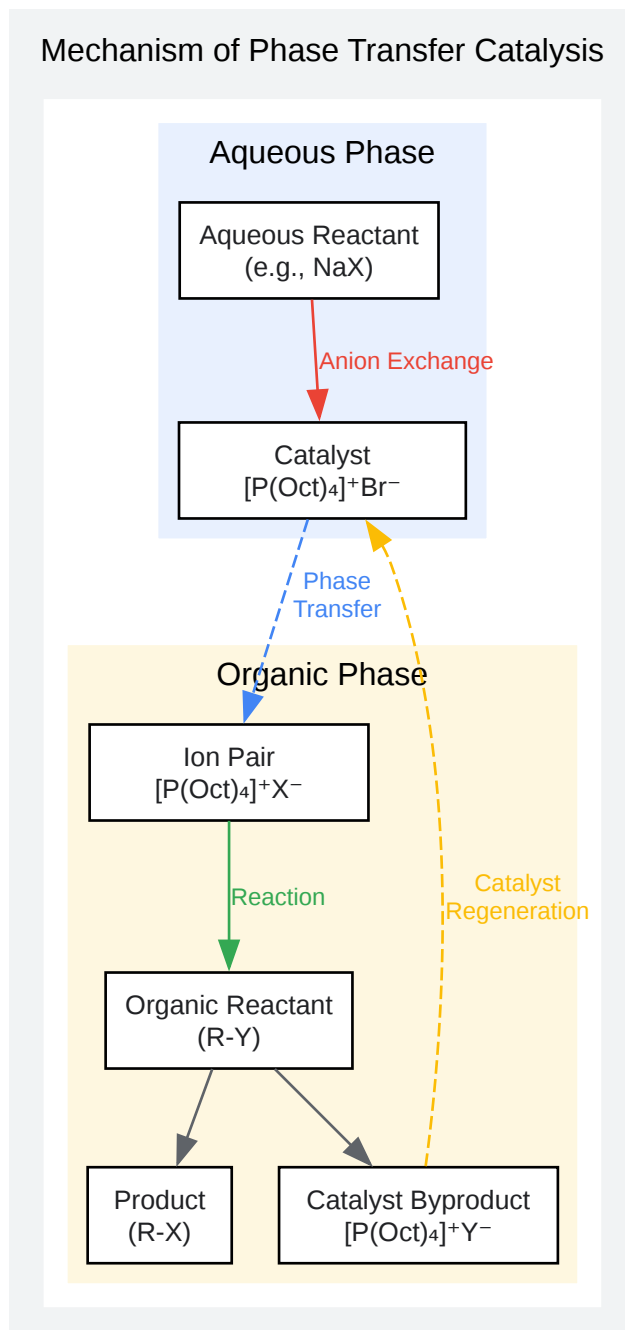 Mechanism of Phase Transfer Catalysis
Aqueous Phase
Aqueous Reactant
(e.g., NaX)
Anion Exchange
Catalyst
[P(Oct)₄]⁺Br⁻
Phase
Transfer
Organic Phase
Ion Pair
[P(Oct)₄]⁺X⁻
Catalyst
Regeneration
Reaction
Organic Reactant
(R-Y)
Product
(R-X)
Catalyst Byproduct
[P(Oct)₄]⁺Y⁻